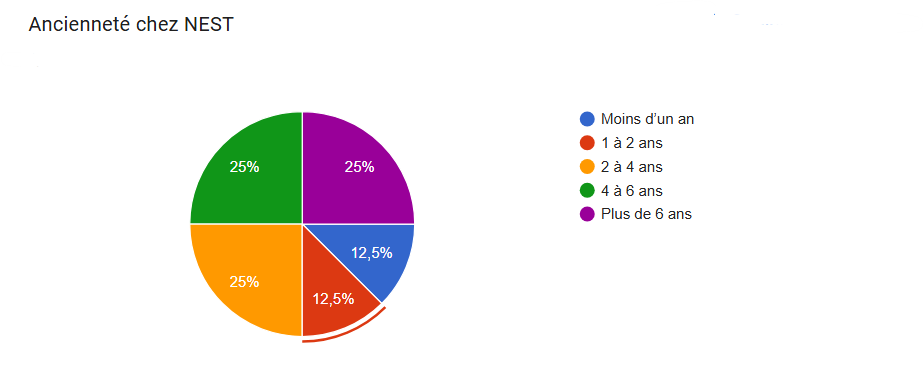 Ancienneté chez NEST
Moins d’un an
1 à 2 ans
2 à 4 ans
4 à 6 ans
Plus de 6 ans
25%
25%
12,5%
25%
12,5%